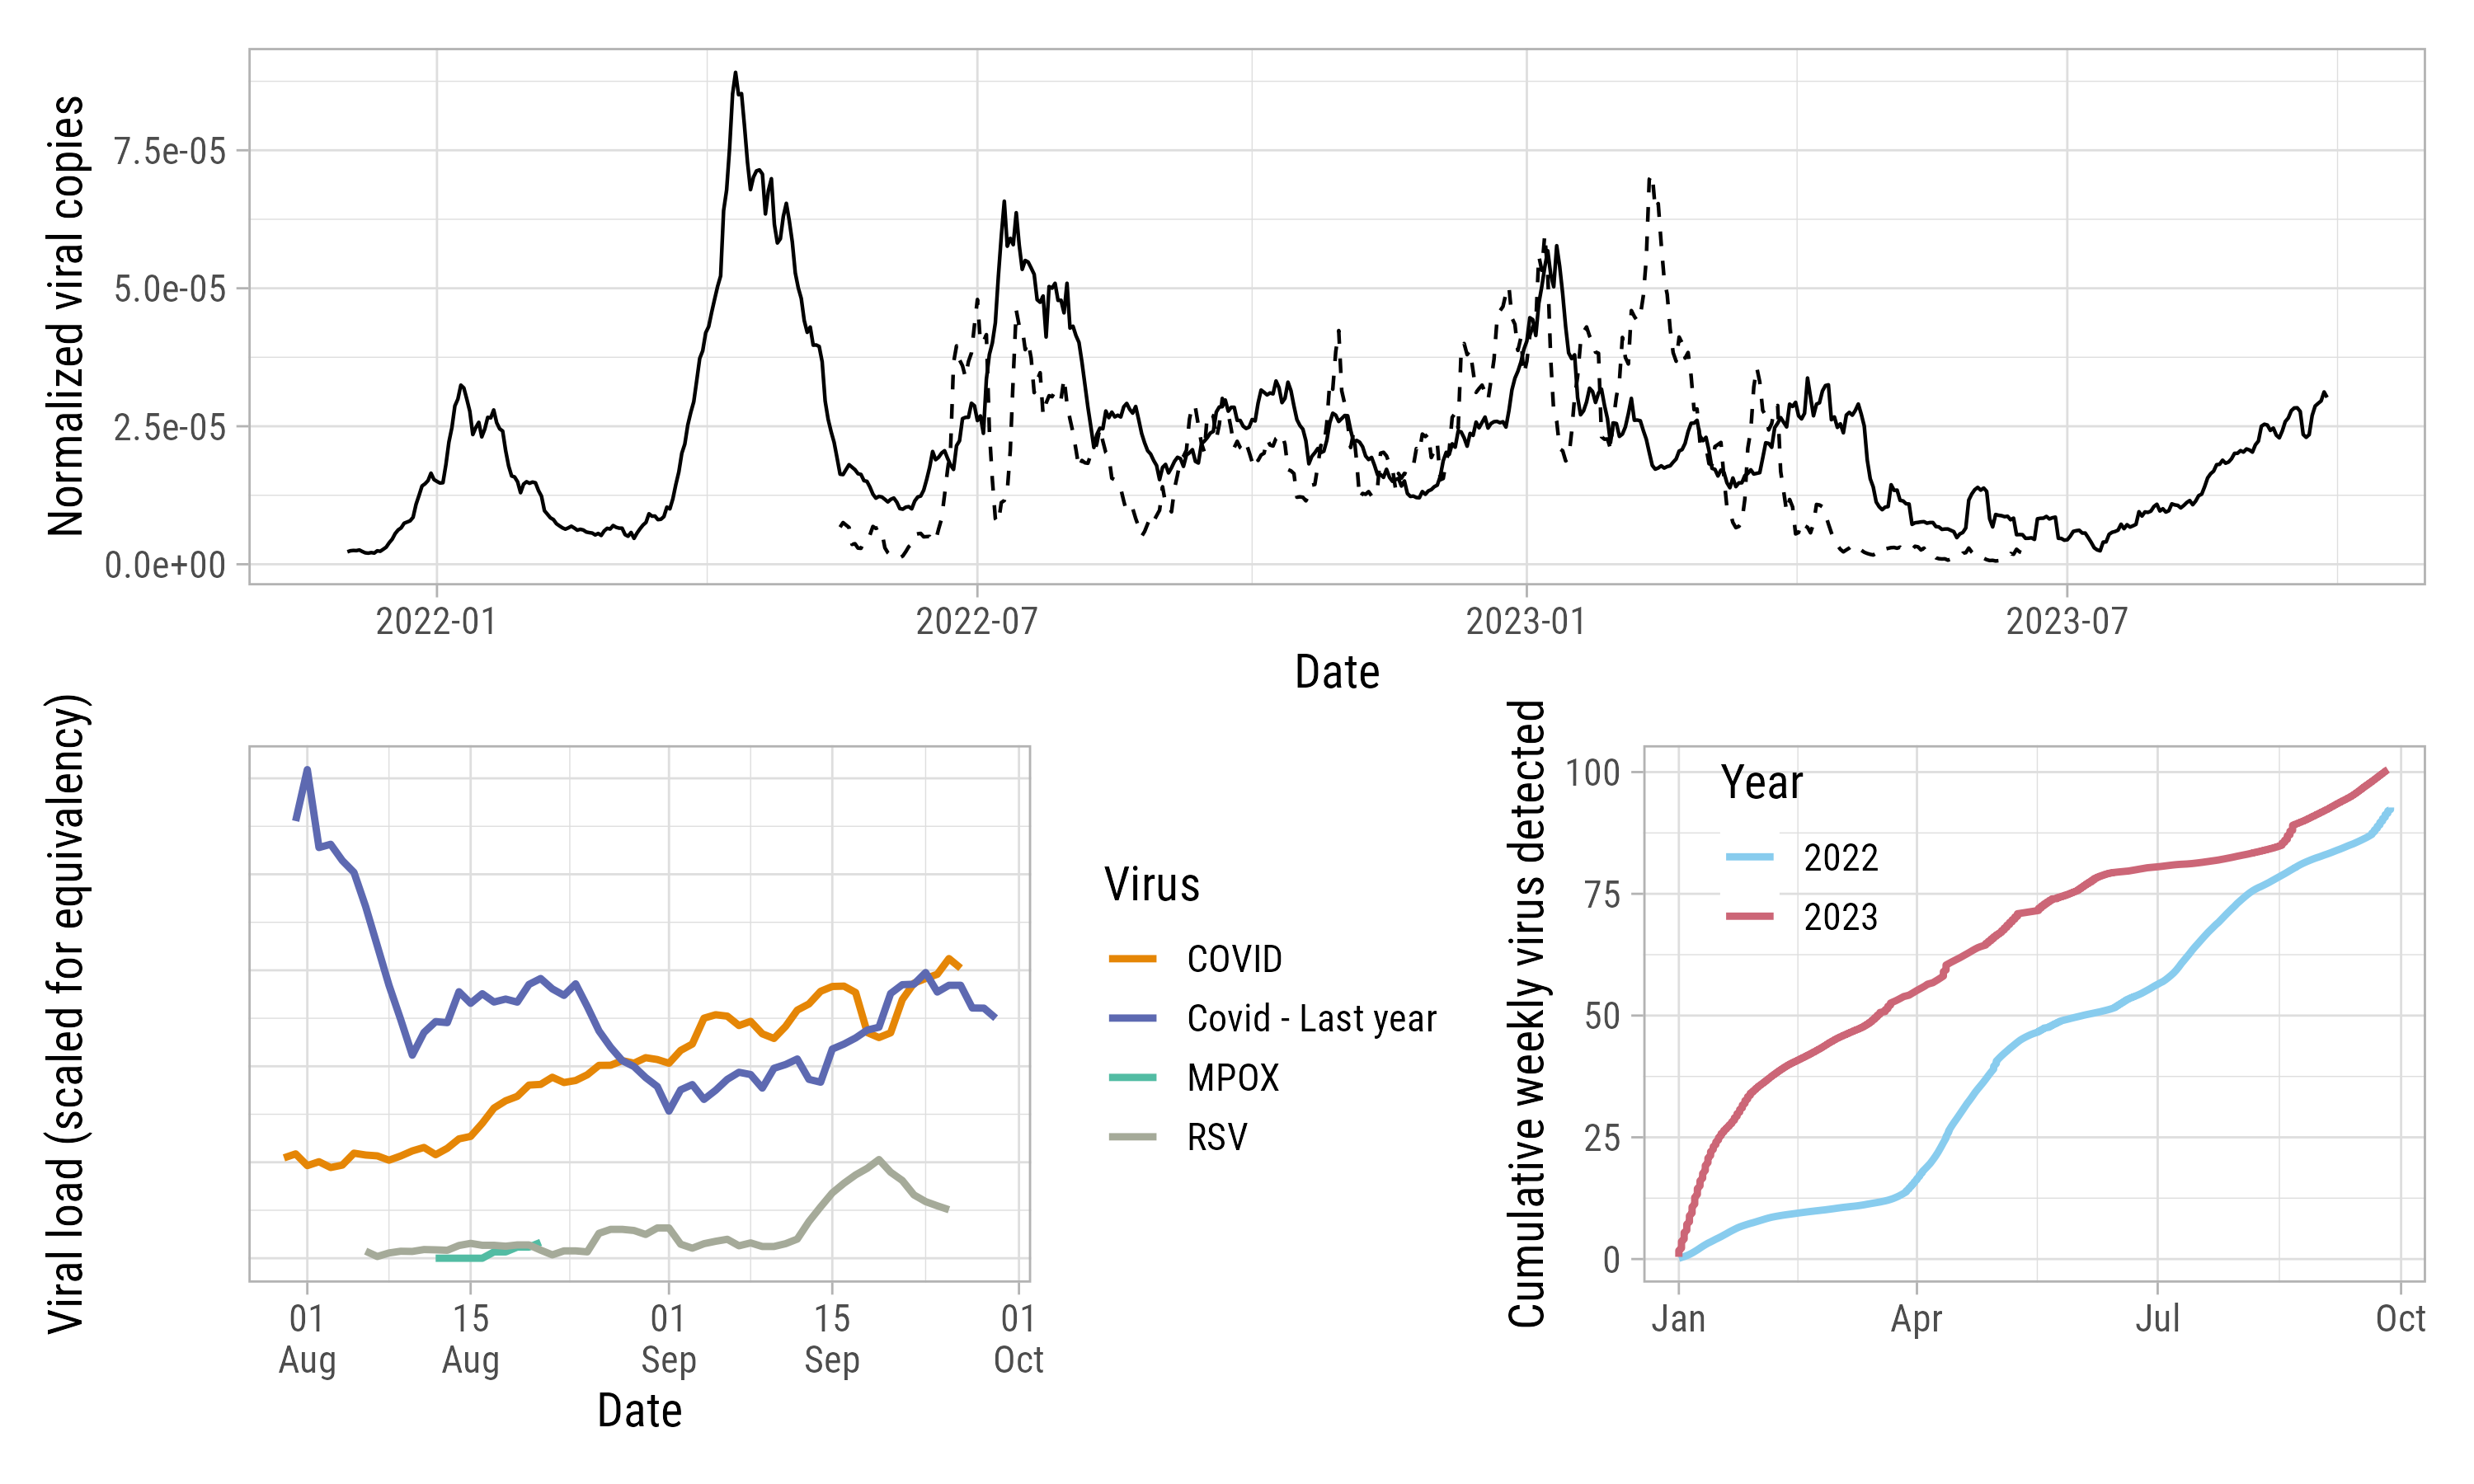 Normalized viral copies
7.5e-05
5.0e-05
2.5e-05
0.0e+00
2022-01
2022-07
2023-01
2023-07
Date
Viral load (scaled for equivalency)
01
Aug
15
Aug
01
Sep
15
Sep
01
Oct
Date
Virus
COVID
Covid - Last year
MPOX
RSV
Cumulative weekly virus detected
100
75
50
25
0
Year
2022
2023
Jan
Apr
Jul
Oct